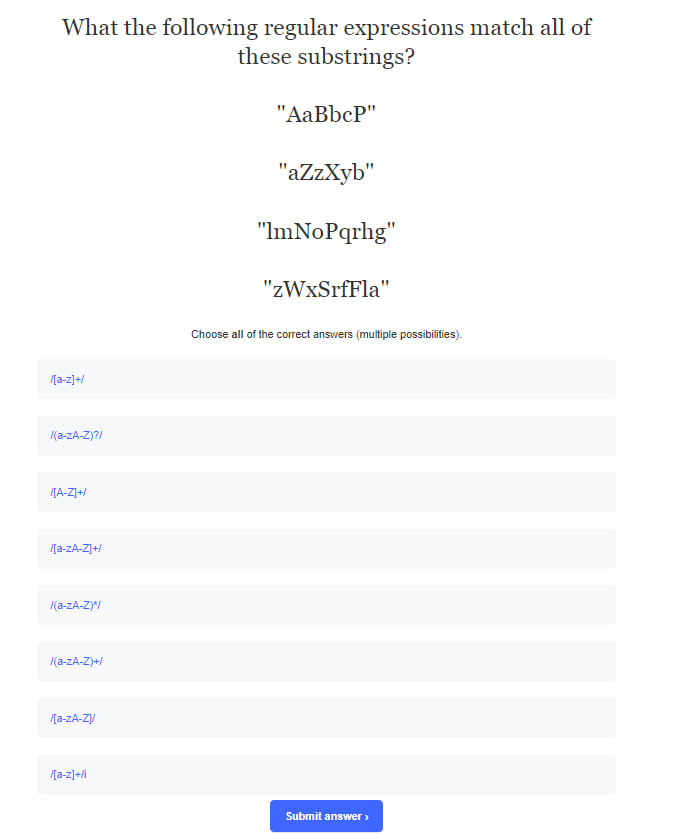 What the following regular expressions match all of
these substrings?
"AaBbcP"
"aZzXyb"
"lmNoPqrhg"
"zWxSrfFla"
Choose all of the correct answers (multiple possibilities).
/[a-z]+/
/(a-zA-Z)?/
/[A-Z]+/
/[a-zA-Z]+/
/(a-zA-Z)*/
/(a-zA-Z)+/
/[a-zA-Z]/
/[a-z]+/i
Submit answer ›